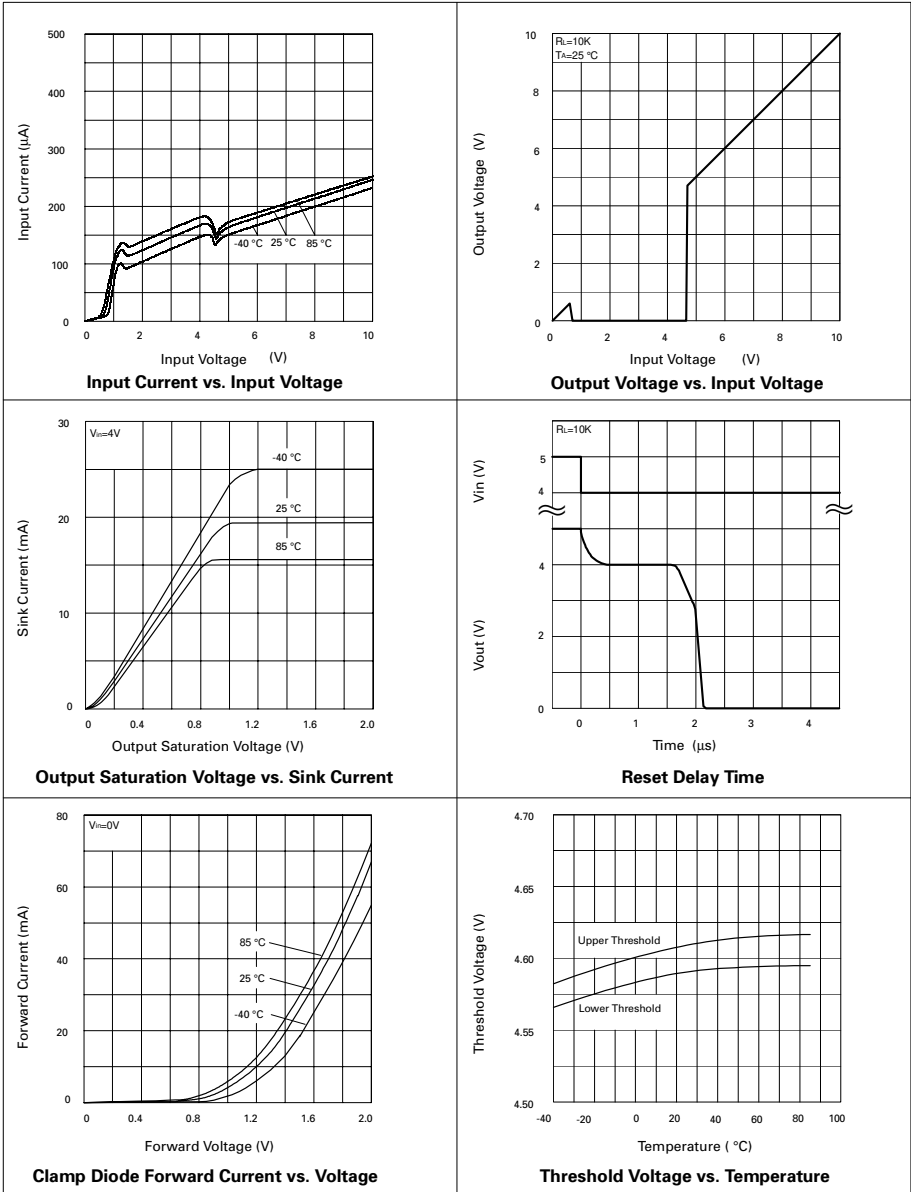 500
400
300
200
100
0
Input Current (µA)
-40 °C 25 °C 85 °C
0 2 4 6 8 10
Input Voltage (V)
Input Current vs. Input Voltage
RL=10K
TA=25 °C
10
8
6
4
2
0
Output Voltage (V)
0 2 4 6 8 10
Input Voltage (V)
Output Voltage vs. Input Voltage
Vin=4V
30
20
10
0
Sink Current (mA)
-40 °C
25 °C
85 °C
0 0.4 0.8 1.2 1.6 2.0
Output Saturation Voltage (V)
Output Saturation Voltage vs. Sink Current
RL=10K
5
4
Vin (V)
4
2
0
Vout (V)
0 1 2 3 4
Time (µs)
Reset Delay Time
Vin=0V
80
60
40
20
0
Forward Current (mA)
85 °C
25 °C
-40 °C
0 0.4 0.8 1.2 1.6 2.0
Forward Voltage (V)
Clamp Diode Forward Current vs. Voltage
4.70
4.65
4.60
4.55
4.50
Threshold Voltage (V)
Upper Threshold
Lower Threshold
-40 -20 0 20 40 60 80 100
Temperature ( °C)
Threshold Voltage vs. Temperature